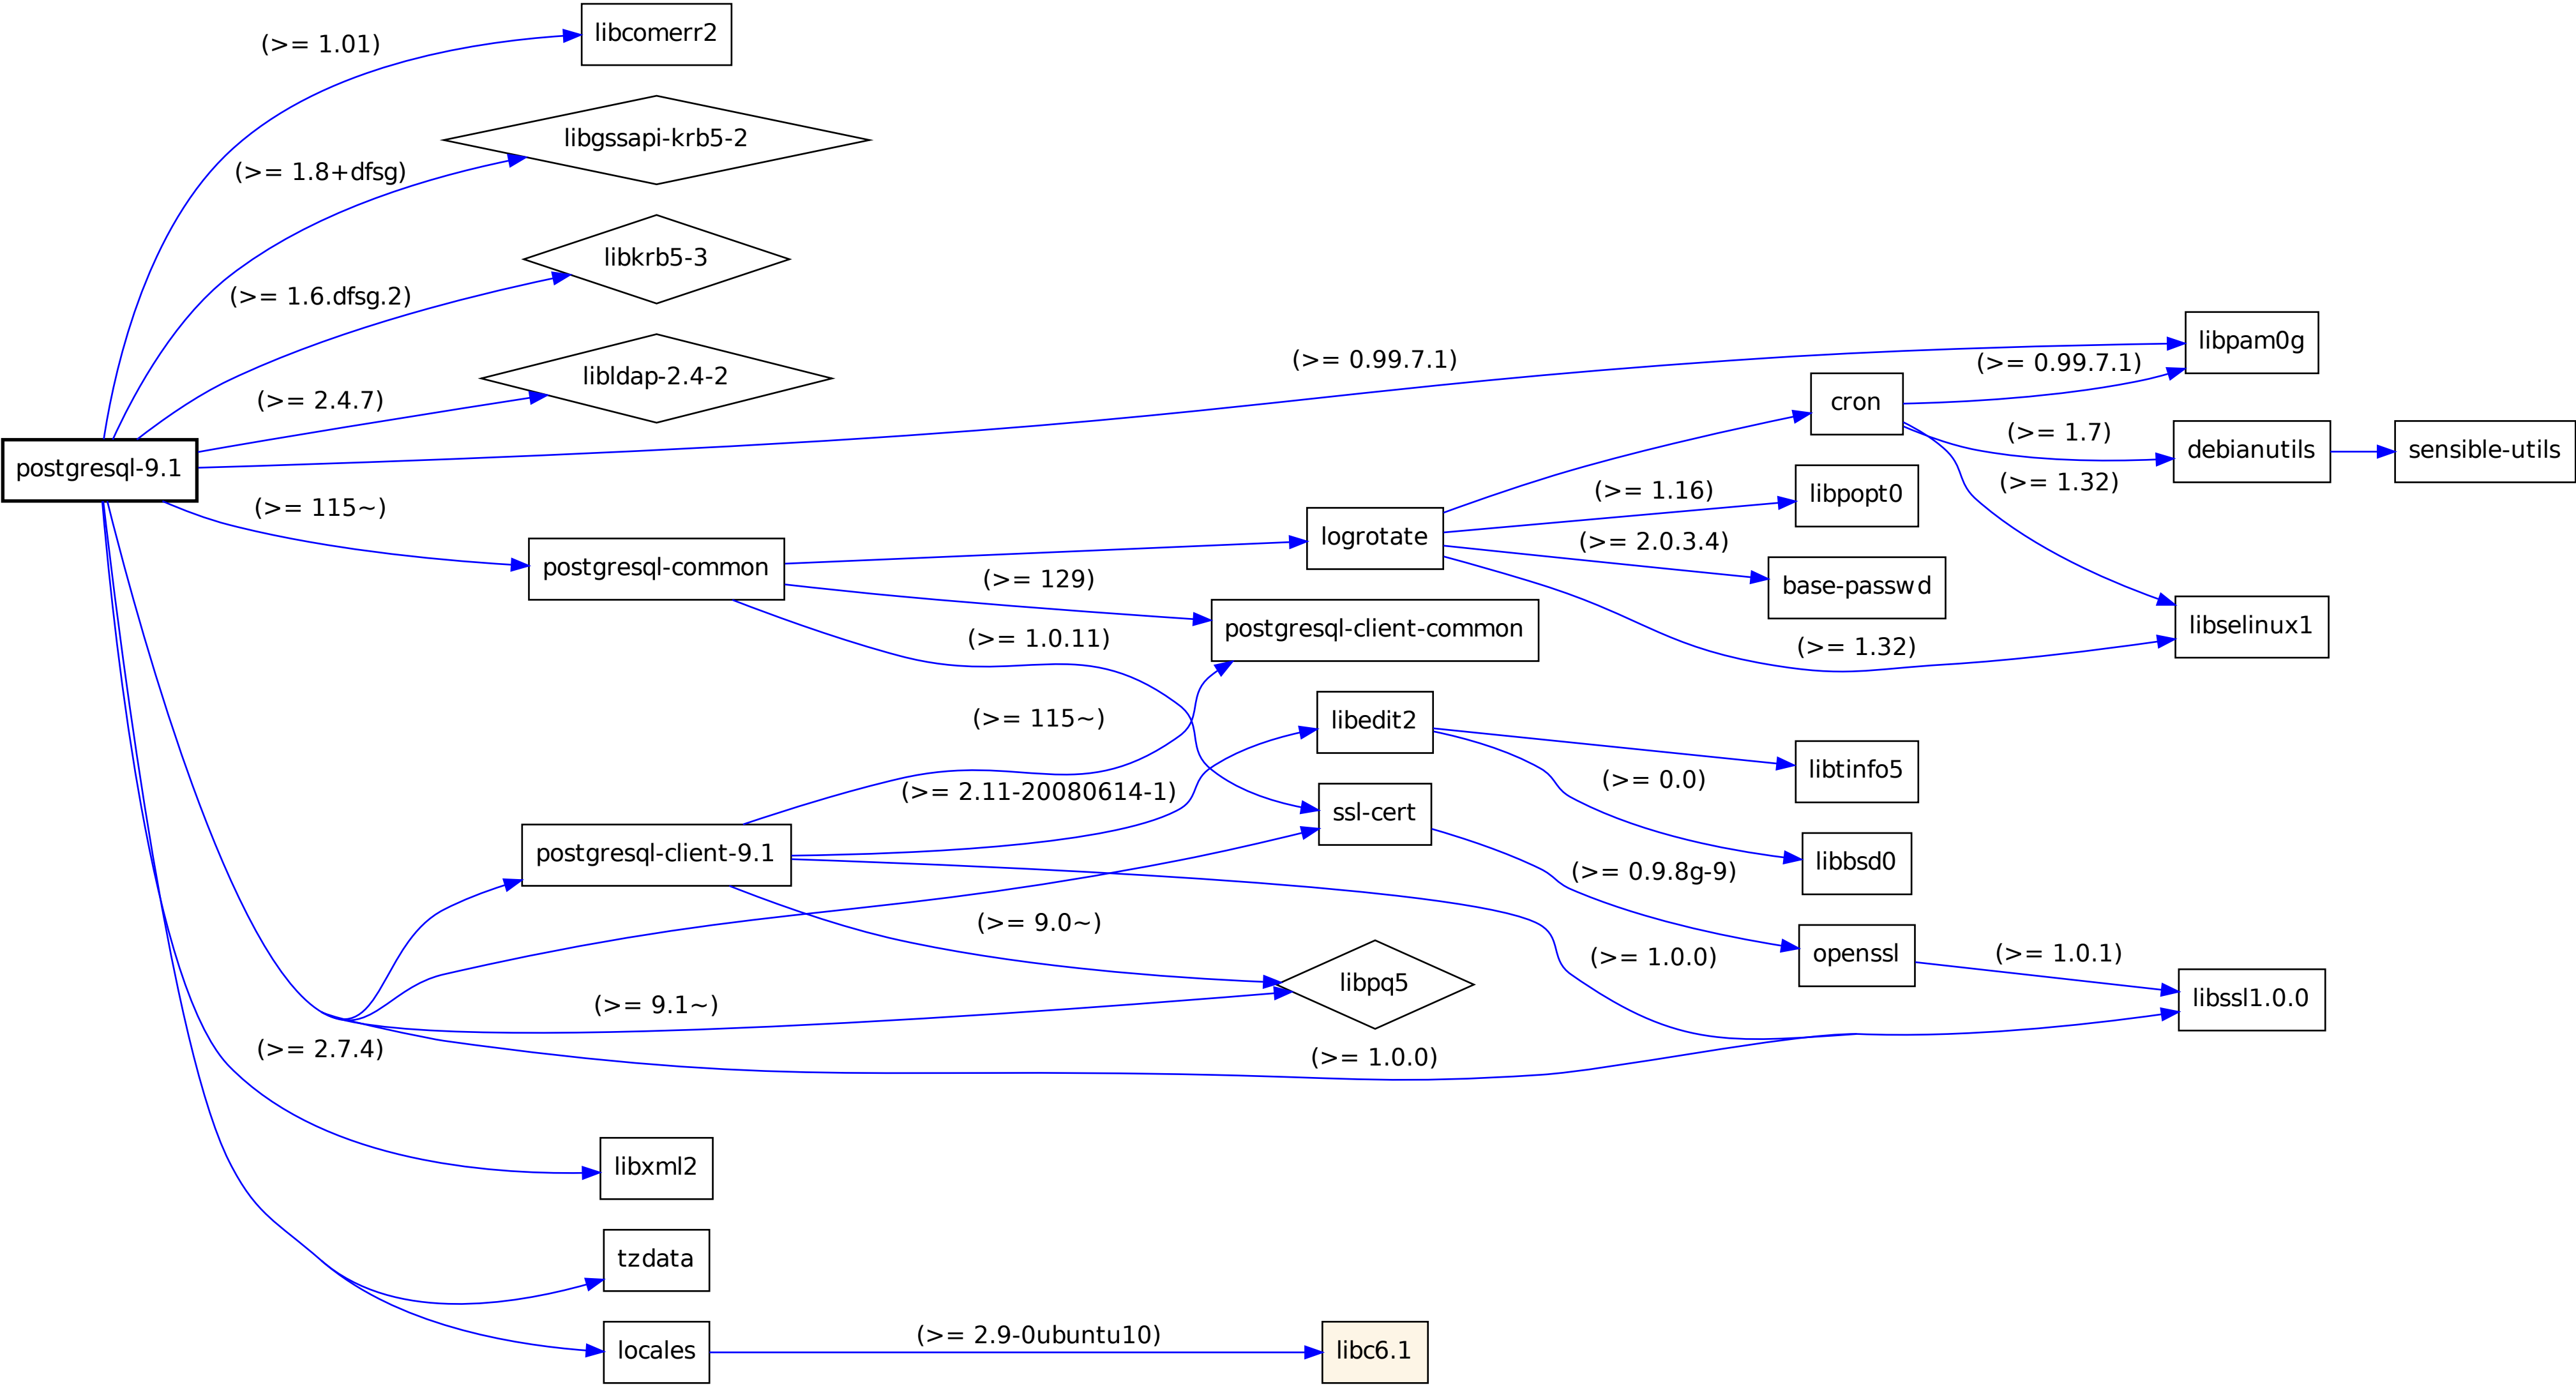 (>= 1.01)
libcomerr2
(>= 1.8+dfsg)
libgssapi-krb5-2
(>= 1.6.dfsg.2)
libkrb5-3
(>= 2.4.7)
libldap-2.4-2
(>= 0.99.7.1)
libpam0g
(>= 0.99.7.1)
cron
(>= 1.7)
debianutils
sensible-utils
(>= 1.32)
postgresql-9.1
(>= 115~)
postgresql-common
logrotate
(>= 1.16)
libpopt0
(>= 2.0.3.4)
base-passwd
(>= 129)
postgresql-client-common
(>= 1.0.11)
(>= 1.32)
libselinux1
(>= 115~)
libedit2
libtinfo5
(>= 2.11-20080614-1)
(>= 0.0)
ssl-cert
libbsd0
postgresql-client-9.1
(>= 0.9.8g-9)
(>= 9.0~)
(>= 1.0.0)
openssl
(>= 1.0.1)
libpq5
libssl1.0.0
(>= 9.1~)
(>= 2.7.4)
(>= 1.0.0)
libxml2
tzdata
locales
(>= 2.9-0ubuntu10)
libc6.1